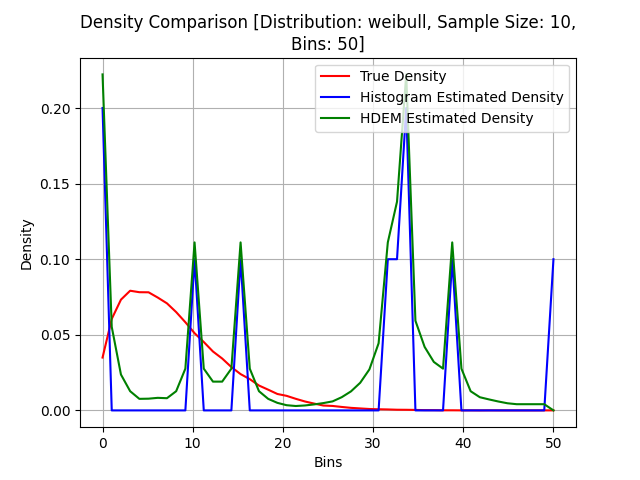 Density Comparison [Distribution: weibull, Sample Size: 10,
Bins: 50]
True Density
Histogram Estimated Density
HDEM Estimated Density
Density
0.20
0.15
0.10
0.05
0.00
0 10 20 30 40 50
Bins